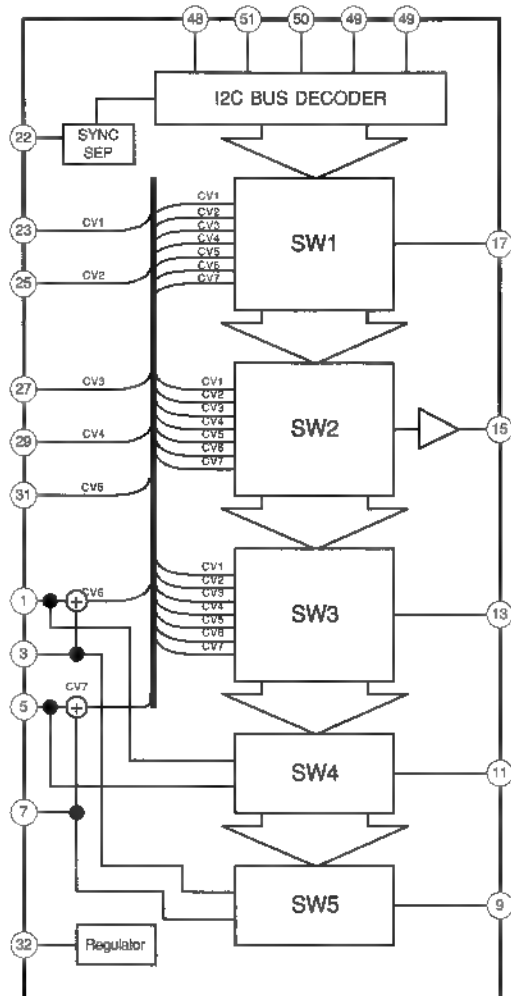 48 51 50 49 49
I2C BUS DECODER
22
SYNC
SEP
CV1
CV2
CV3
CV4
CV5
CV6
CV7
SW1
23 CV1
17
25 CV2
27 CV3
CV1
CV2
CV3
CV4
CV5
CV6
CV7
SW2
15
29 CV4
31 CV5
CV1
CV2
CV3
CV4
CV5
CV6
CV7
SW3
13
1 + CV6
3
CV7
5 +
SW4
11
7
SW5
9
32
Regulator